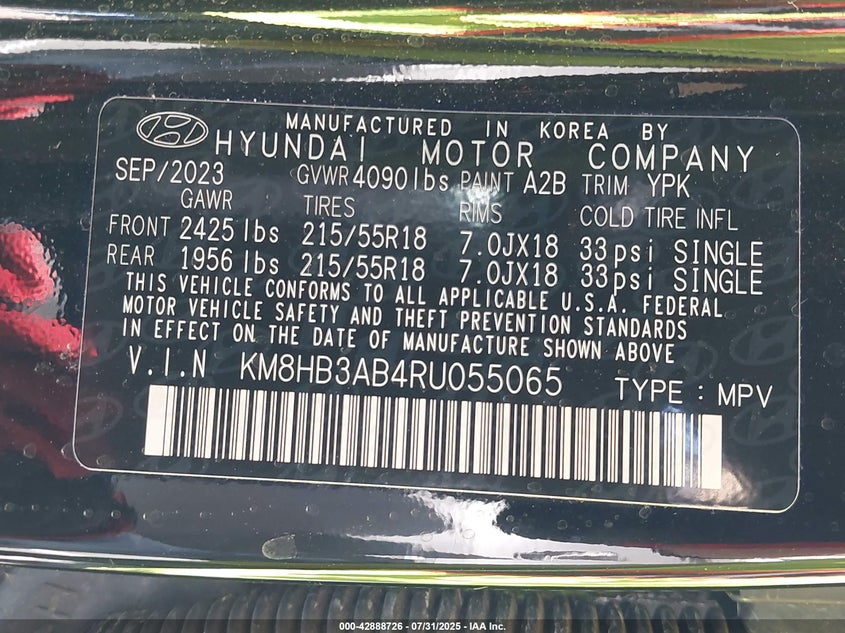 MANUFACTURED IN KOREA BY
HYUNDAI MOTOR COMPANY
SEP/2023 GVWR 4090lbs PAINT A2B TRIM YPK
GAWR TIRES RIMS COLD TIRE INFL
FRONT 2425lbs 215/55R18 7.0JX18 33psi SINGLE
REAR 1956lbs 215/55R18 7.0JX18 33psi SINGLE
THIS VEHICLE CONFORMS TO ALL APPLICABLE U.S.A. FEDERAL
MOTOR VEHICLE SAFETY AND THEFT PREVENTION STANDARDS
IN EFFECT ON THE DATE OF MANUFACTURE SHOWN ABOVE
V.I.N KM8HB3AB4RU055065 TYPE : MPV
000-42888726 - 07/31/2025 - IAA Inc.